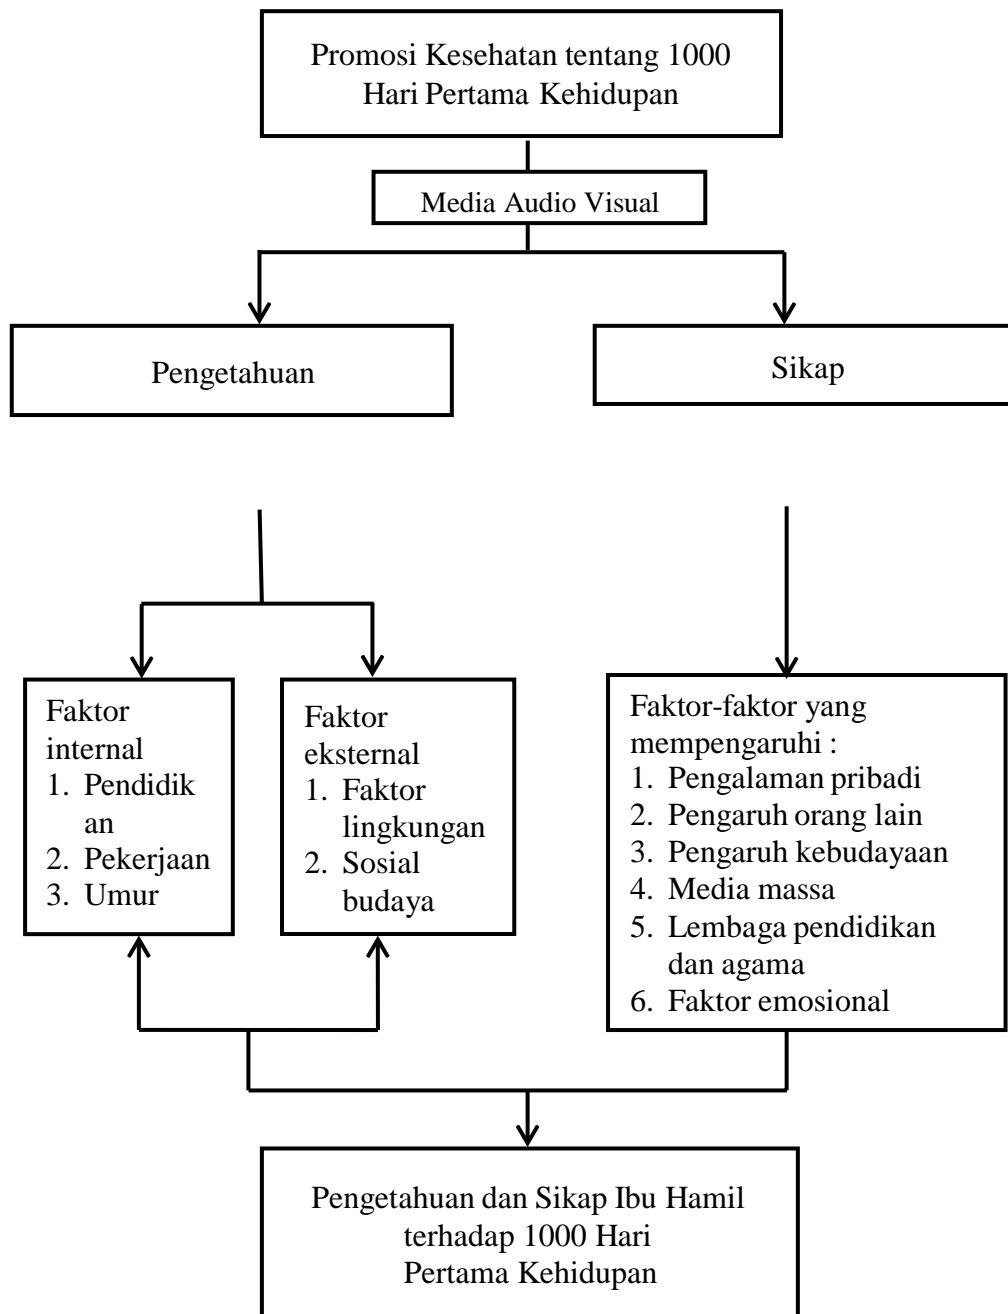 Promosi Kesehatan tentang 1000
Hari Pertama Kehidupan
Media Audio Visual
Pengetahuan
Sikap
Faktor
internal
1. Pendidik
an
2. Pekerjaan
3. Umur
Faktor
eksternal
1. Faktor
lingkungan
2. Sosial
budaya
Faktor-faktor yang
mempengaruhi :
1. Pengalaman pribadi
2. Pengaruh orang lain
3. Pengaruh kebudayaan
4. Media massa
5. Lembaga pendidikan
dan agama
6. Faktor emosional
Pengetahuan dan Sikap Ibu Hamil
terhadap 1000 Hari
Pertama Kehidupan